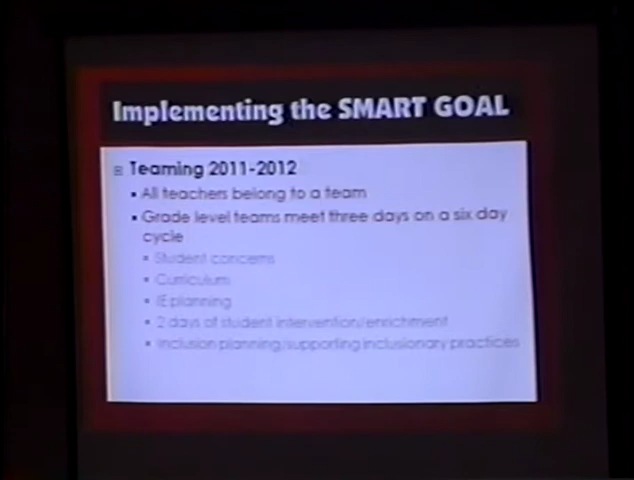 Implementing the SMART GOAL
Teaming 2011-2012
All teachers belong to a team
Grade level teams meet three days on a six day
cycle
Student concerns
Curriculum
IE planning
2 days of student intervention/enrichment
Inclusion planning/supporting inclusionary practices